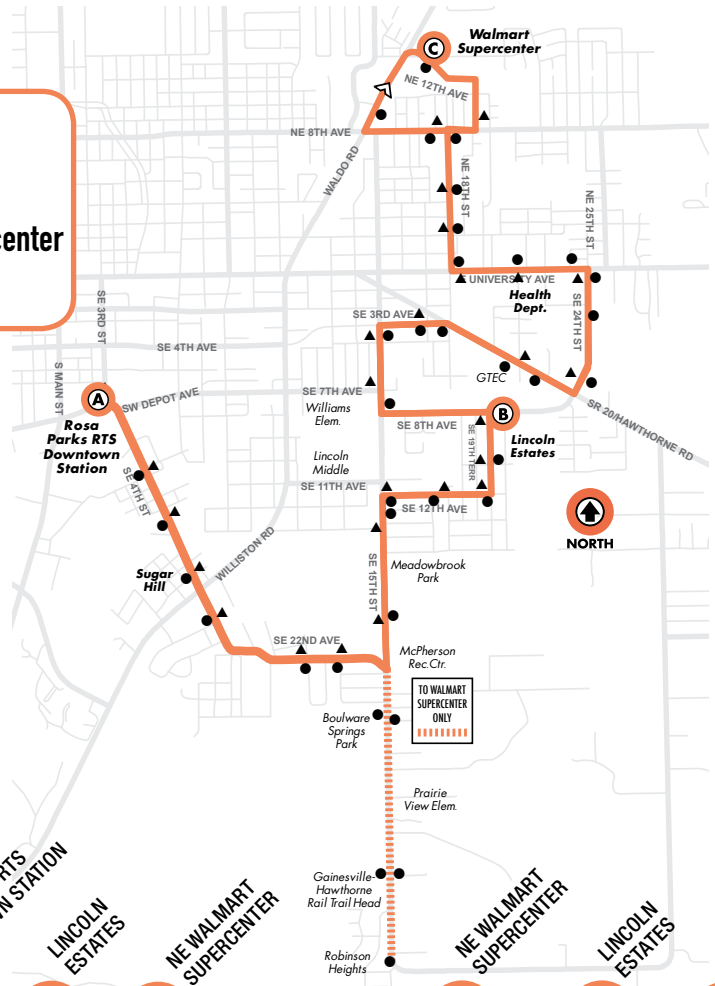 C
Walmart
Supercenter
NE 12TH AVE
NE 8TH AVE
WALDO RD
NE 18TH ST
NE 25TH ST
center
UNIVERSITY AVE
Health
Dept.
SE 24TH ST
SE 3RD ST
SE 3RD AVE
SE 4TH AVE
GTEC
S MAIN ST
A
SW DEPOT AVE
SE 7TH AVE
Williams
Elem.
SE 8TH AVE
B
SR 20/HAWTHORNE RD
Rosa
Parks RTS
Downtown
Station
Lincoln
Estates
SE 19TH TERR
Lincoln
Middle
SE 11TH AVE
SE 12TH AVE
SE 4TH ST
NORTH
WILLISTON RD
Sugar
Hill
SE 15TH ST
Meadowbrook
Park
SE 22ND AVE
McPherson
Rec.Ctr.
TO WALMART
SUPERCENTER
ONLY
Boulware
Springs
Park
Prairie
View Elem.
Gainesville-
Hawthorne
Rail Trail Head
Robinson
Heights
RTS
N STATION
LINCOLN
ESTATES
NE WALMART
SUPERCENTER
NE WALMART
SUPERCENTER
LINCOLN
ESTATES